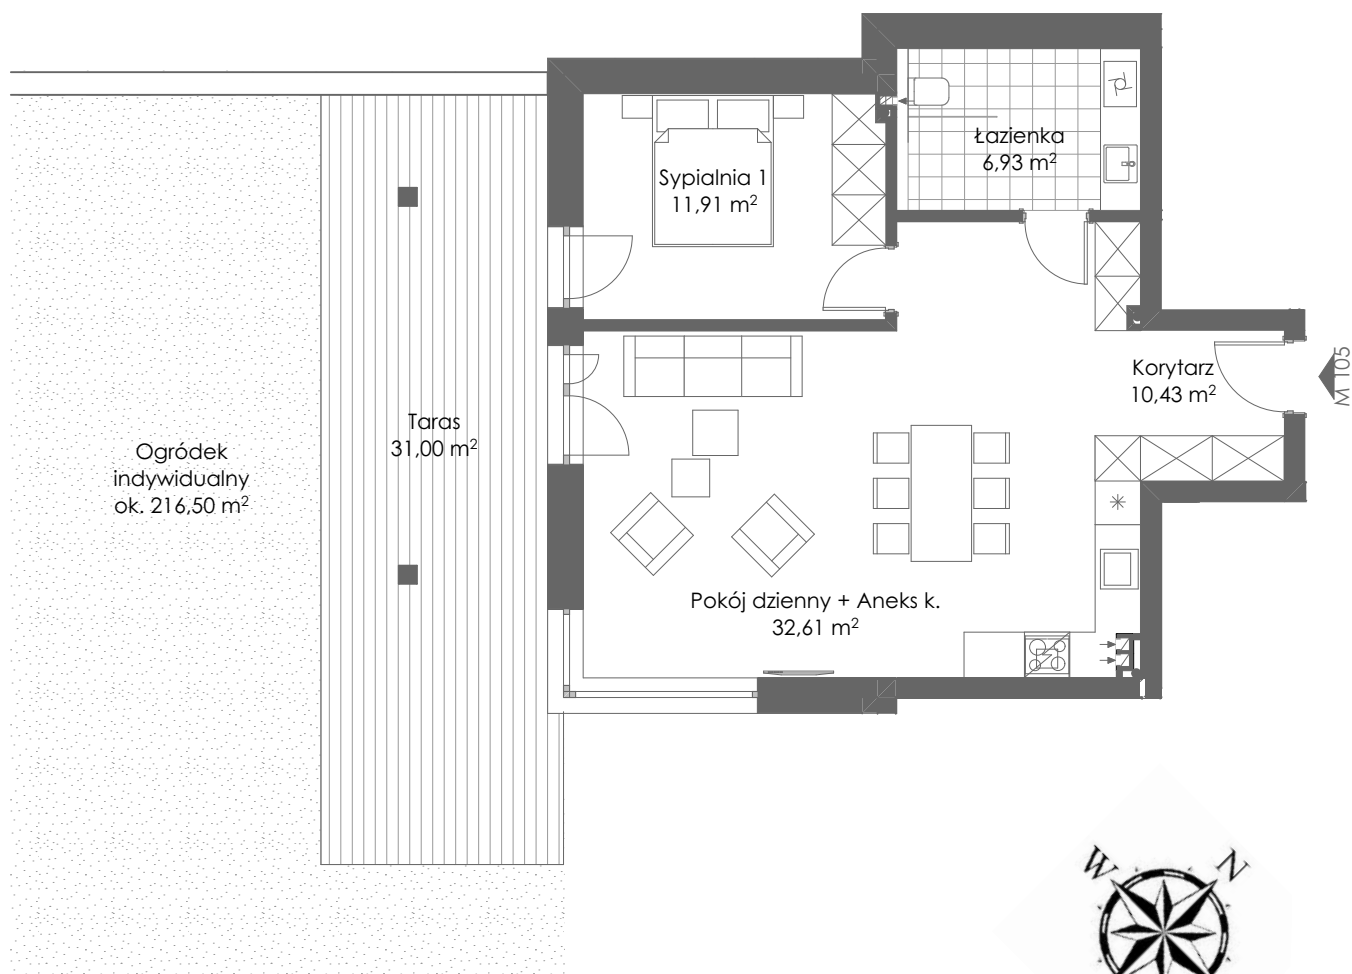 Łazienka
6,93 m²
Sypialnia 1
11,91 m²
Korytarz
10,43 m²
M 105
Taras
31,00 m²
Ogródek
indywidualny
ok. 216,50 m²
Pokój dzienny + Aneks k.
32,61 m²
W
N